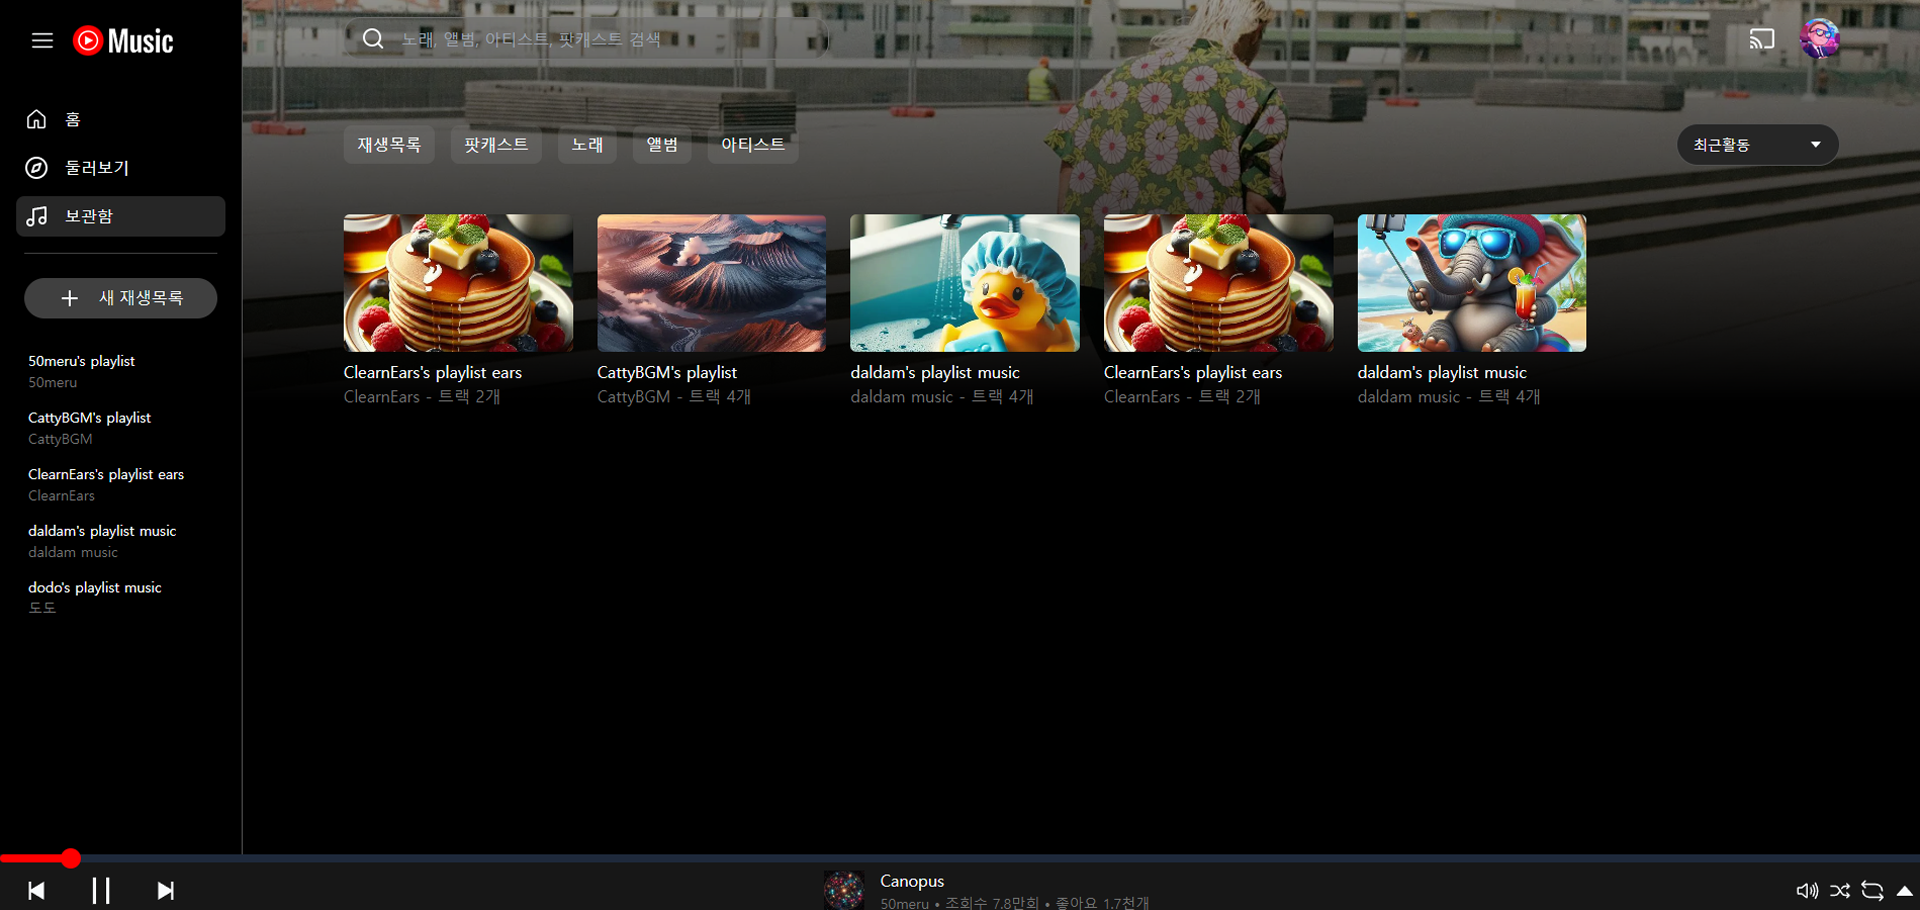 Music
노래, 앨범, 아티스트, 팟캐스트 검색
홈
둘러보기
보관함
새 재생목록
50meru's playlist
50meru
CattyBGM's playlist
CattyBGM
ClearnEars's playlist ears
ClearnEars
daldam's playlist music
daldam music
dodo's playlist music
도도
재생목록
팟캐스트
노래
앨범
아티스트
최근활동
ClearnEars's playlist ears
ClearnEars - 트랙 2개
CattyBGM's playlist
CattyBGM - 트랙 4개
daldam's playlist music
daldam music - 트랙 4개
ClearnEars's playlist ears
ClearnEars - 트랙 2개
daldam's playlist music
daldam music - 트랙 4개
Canopus
50meru • 조회수 7.8만회 • 좋아요 1.7천개